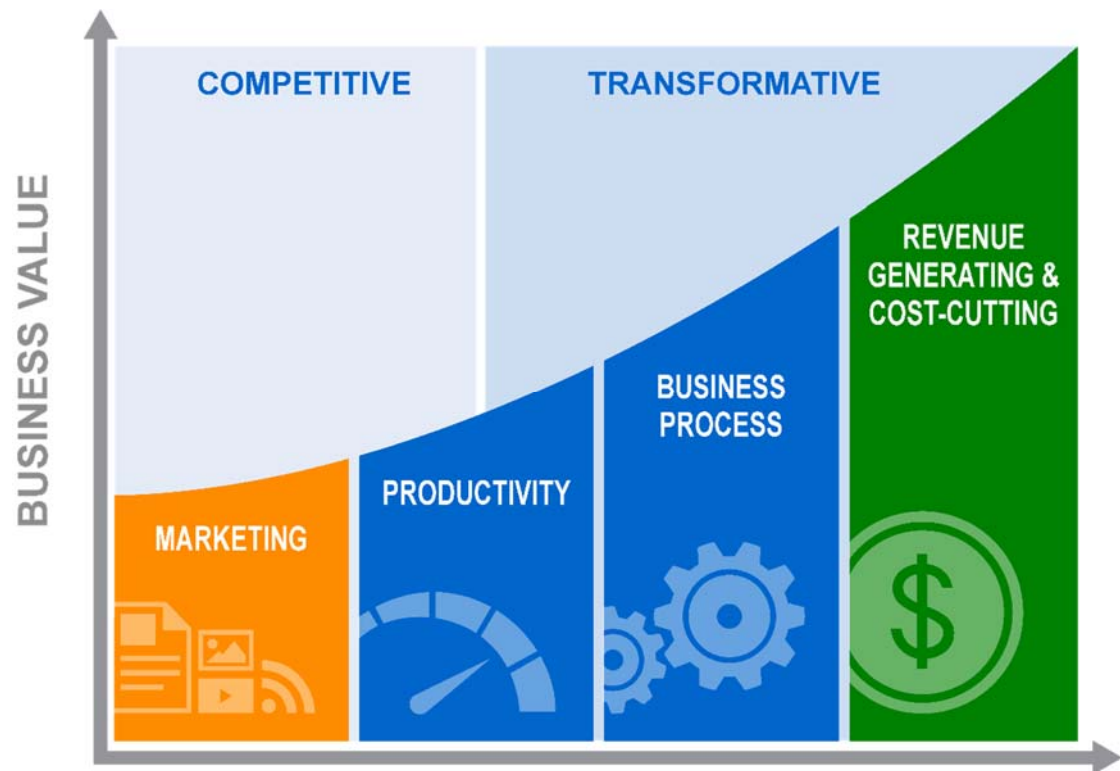 COMPETITIVE
TRANSFORMATIVE
BUSINESS VALUE
MARKETING
PRODUCTIVITY
BUSINESS
PROCESS
REVENUE
GENERATING &
COST-CUTTING
$